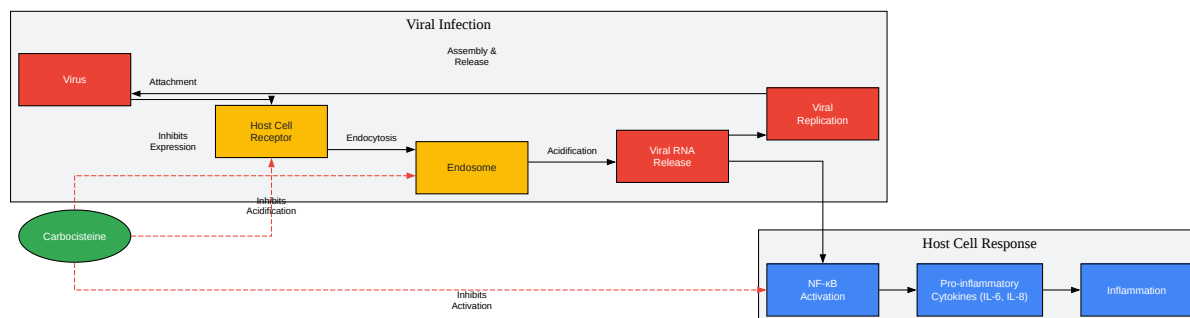 Viral Infection
Assembly &
Release
Virus
Attachment
Viral
Replication
Host Cell
Receptor
Inhibits
Expression
Endocytosis
Endosome
Acidification
Viral RNA
Release
Inhibits
Acidification
Carbocisteine
Host Cell Response
Inhibits
Activation
NF-κB
Activation
Pro-inflammatory
Cytokines (IL-6, IL-8)
Inflammation